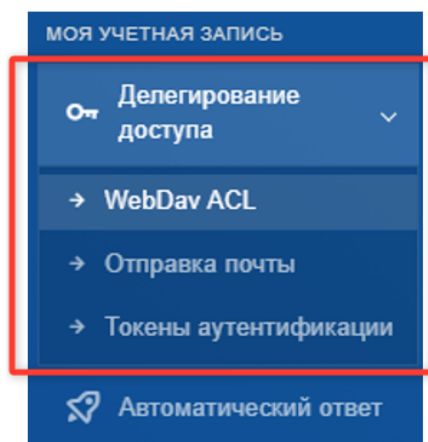 МОЯ УЧЕТНАЯ ЗАПИСЬ
Делегирование
доступа
WebDav ACL
Отправка почты
Токены аутентификации
Автоматический ответ